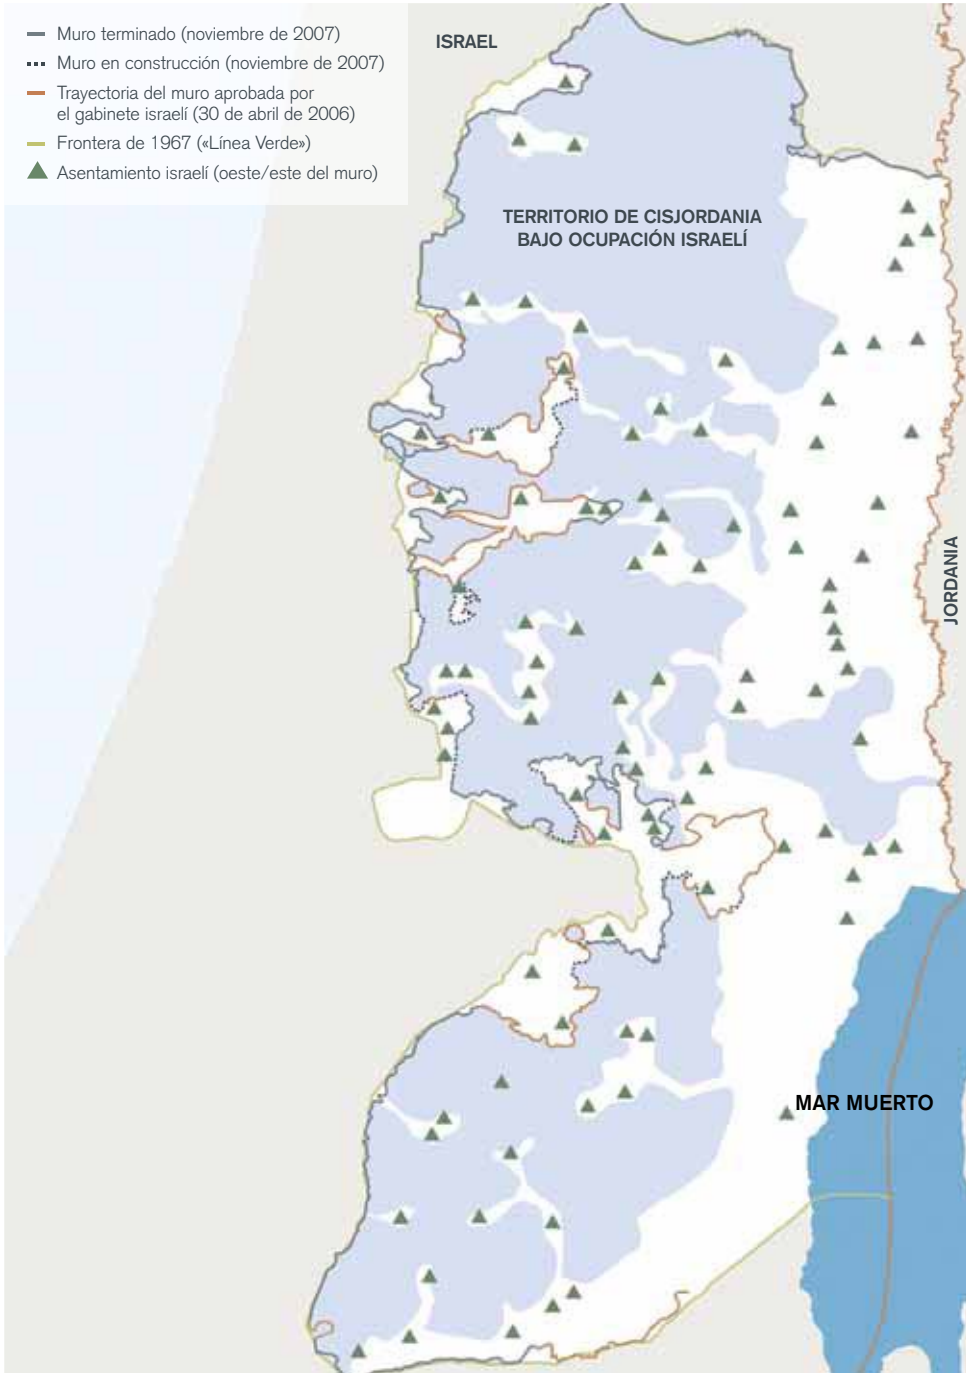 Muro terminado (noviembre de 2007)
Muro en construcción (noviembre de 2007)
Trayectoria del muro aprobada por
el gabinete israelí (30 de abril de 2006)
Frontera de 1967 («Línea Verde»)
Asentamiento israelí (oeste/este del muro)
ISRAEL
TERRITORIO DE CISJORDANIA
BAJO OCUPACIÓN ISRAELÍ
JORDANIA
MAR MUERTO